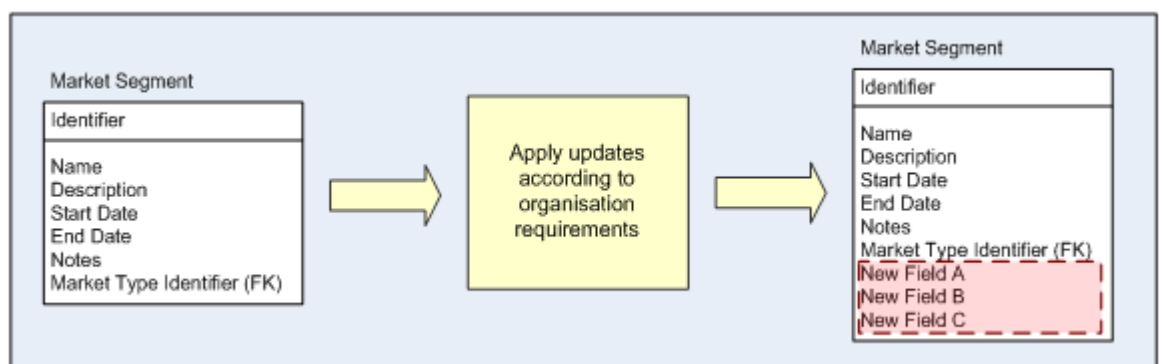 Market Segment
Identifier
Name
Description
Start Date
End Date
Notes
Market Type Identifier (FK)
Apply updates
according to
organisation
requirements
Market Segment
Identifier
Name
Description
Start Date
End Date
Notes
Market Type Identifier (FK)
New Field A
New Field B
New Field C